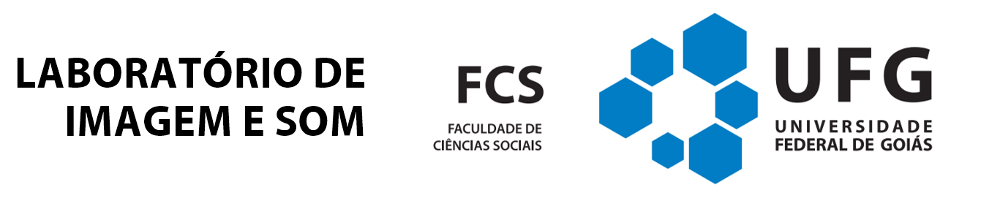 LABORATÓRIO DE
IMAGEM E SOM
FCS
FACULDADE DE
CIÊNCIAS SOCIAIS
UFG
UNIVERSIDADE
FEDERAL DE GOIÁS